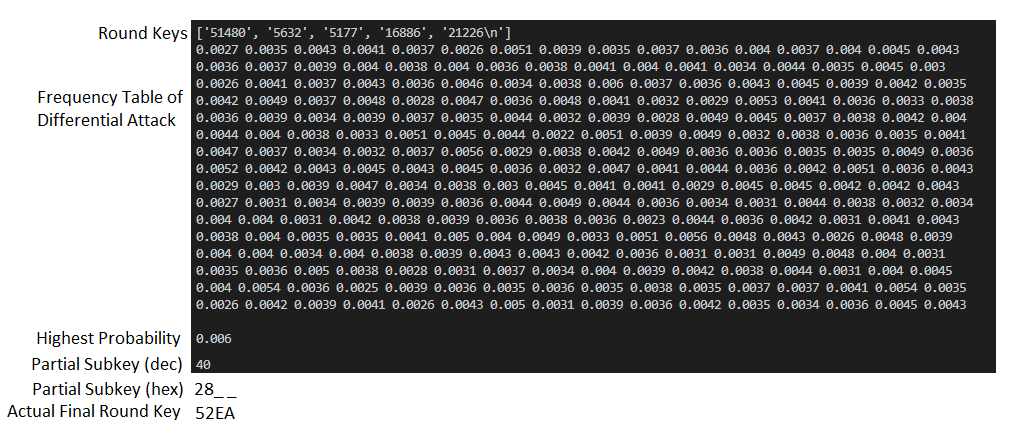 Round Keys ['51480', '5632', '5177', '16886', '21226\n']
0.0027 0.0035 0.0043 0.0041 0.0037 0.0026 0.0051 0.0039 0.0035 0.0037 0.0036 0.004 0.0037 0.004 0.0045 0.0043
0.0036 0.0037 0.0039 0.004 0.0038 0.004 0.0036 0.0038 0.0041 0.004 0.0041 0.0034 0.0044 0.0035 0.0045 0.003
Frequency Table of Differential Attack 0.0026 0.0041 0.0037 0.0043 0.0036 0.0046 0.0034 0.0038 0.006 0.0037 0.0036 0.0043 0.0045 0.0039 0.0042 0.0035
0.0042 0.0049 0.0037 0.0048 0.0028 0.0047 0.0036 0.0048 0.0041 0.0032 0.0029 0.0053 0.0041 0.0036 0.0033 0.0038
0.0036 0.0039 0.0034 0.0039 0.0037 0.0035 0.0044 0.0032 0.0039 0.0028 0.0049 0.0045 0.0037 0.0038 0.0042 0.004
0.0044 0.004 0.0038 0.0033 0.0051 0.0045 0.0044 0.0022 0.0051 0.0039 0.0049 0.0032 0.0038 0.0036 0.0035 0.0041
0.0047 0.0037 0.0034 0.0032 0.0037 0.0056 0.0029 0.0038 0.0042 0.0049 0.0036 0.0036 0.0035 0.0035 0.0049 0.0036
0.0052 0.0042 0.0043 0.0045 0.0043 0.0045 0.0036 0.0032 0.0047 0.0041 0.0044 0.0036 0.0042 0.0051 0.0036 0.0043
0.0029 0.003 0.0039 0.0047 0.0034 0.0038 0.003 0.0045 0.0041 0.0041 0.0029 0.0045 0.0045 0.0042 0.0042 0.0043
0.0027 0.0031 0.0034 0.0039 0.0039 0.0036 0.0044 0.0049 0.0044 0.0036 0.0034 0.0031 0.0044 0.0038 0.0032 0.0034
0.004 0.004 0.0031 0.0042 0.0038 0.0039 0.0036 0.0038 0.0036 0.0023 0.0044 0.0036 0.0042 0.0031 0.0041 0.0043
0.0038 0.004 0.0035 0.0035 0.0041 0.005 0.004 0.0049 0.0033 0.0051 0.0056 0.0048 0.0043 0.0026 0.0048 0.0039
0.004 0.004 0.0034 0.004 0.0038 0.0039 0.0043 0.0043 0.0042 0.0036 0.0031 0.0031 0.0049 0.0048 0.004 0.0031
0.0035 0.0036 0.005 0.0038 0.0028 0.0031 0.0037 0.0034 0.004 0.0039 0.0042 0.0038 0.0044 0.0031 0.004 0.0045
0.004 0.0054 0.0036 0.0025 0.0039 0.0036 0.0035 0.0036 0.0035 0.0038 0.0035 0.0037 0.0037 0.0041 0.0054 0.0035
0.0026 0.0042 0.0039 0.0041 0.0026 0.0043 0.005 0.0031 0.0039 0.0036 0.0042 0.0035 0.0034 0.0036 0.0045 0.0043
Highest Probability 0.006
Partial Subkey (dec) 40
Partial Subkey (hex) 28_ _
Actual Final Round Key 52EA